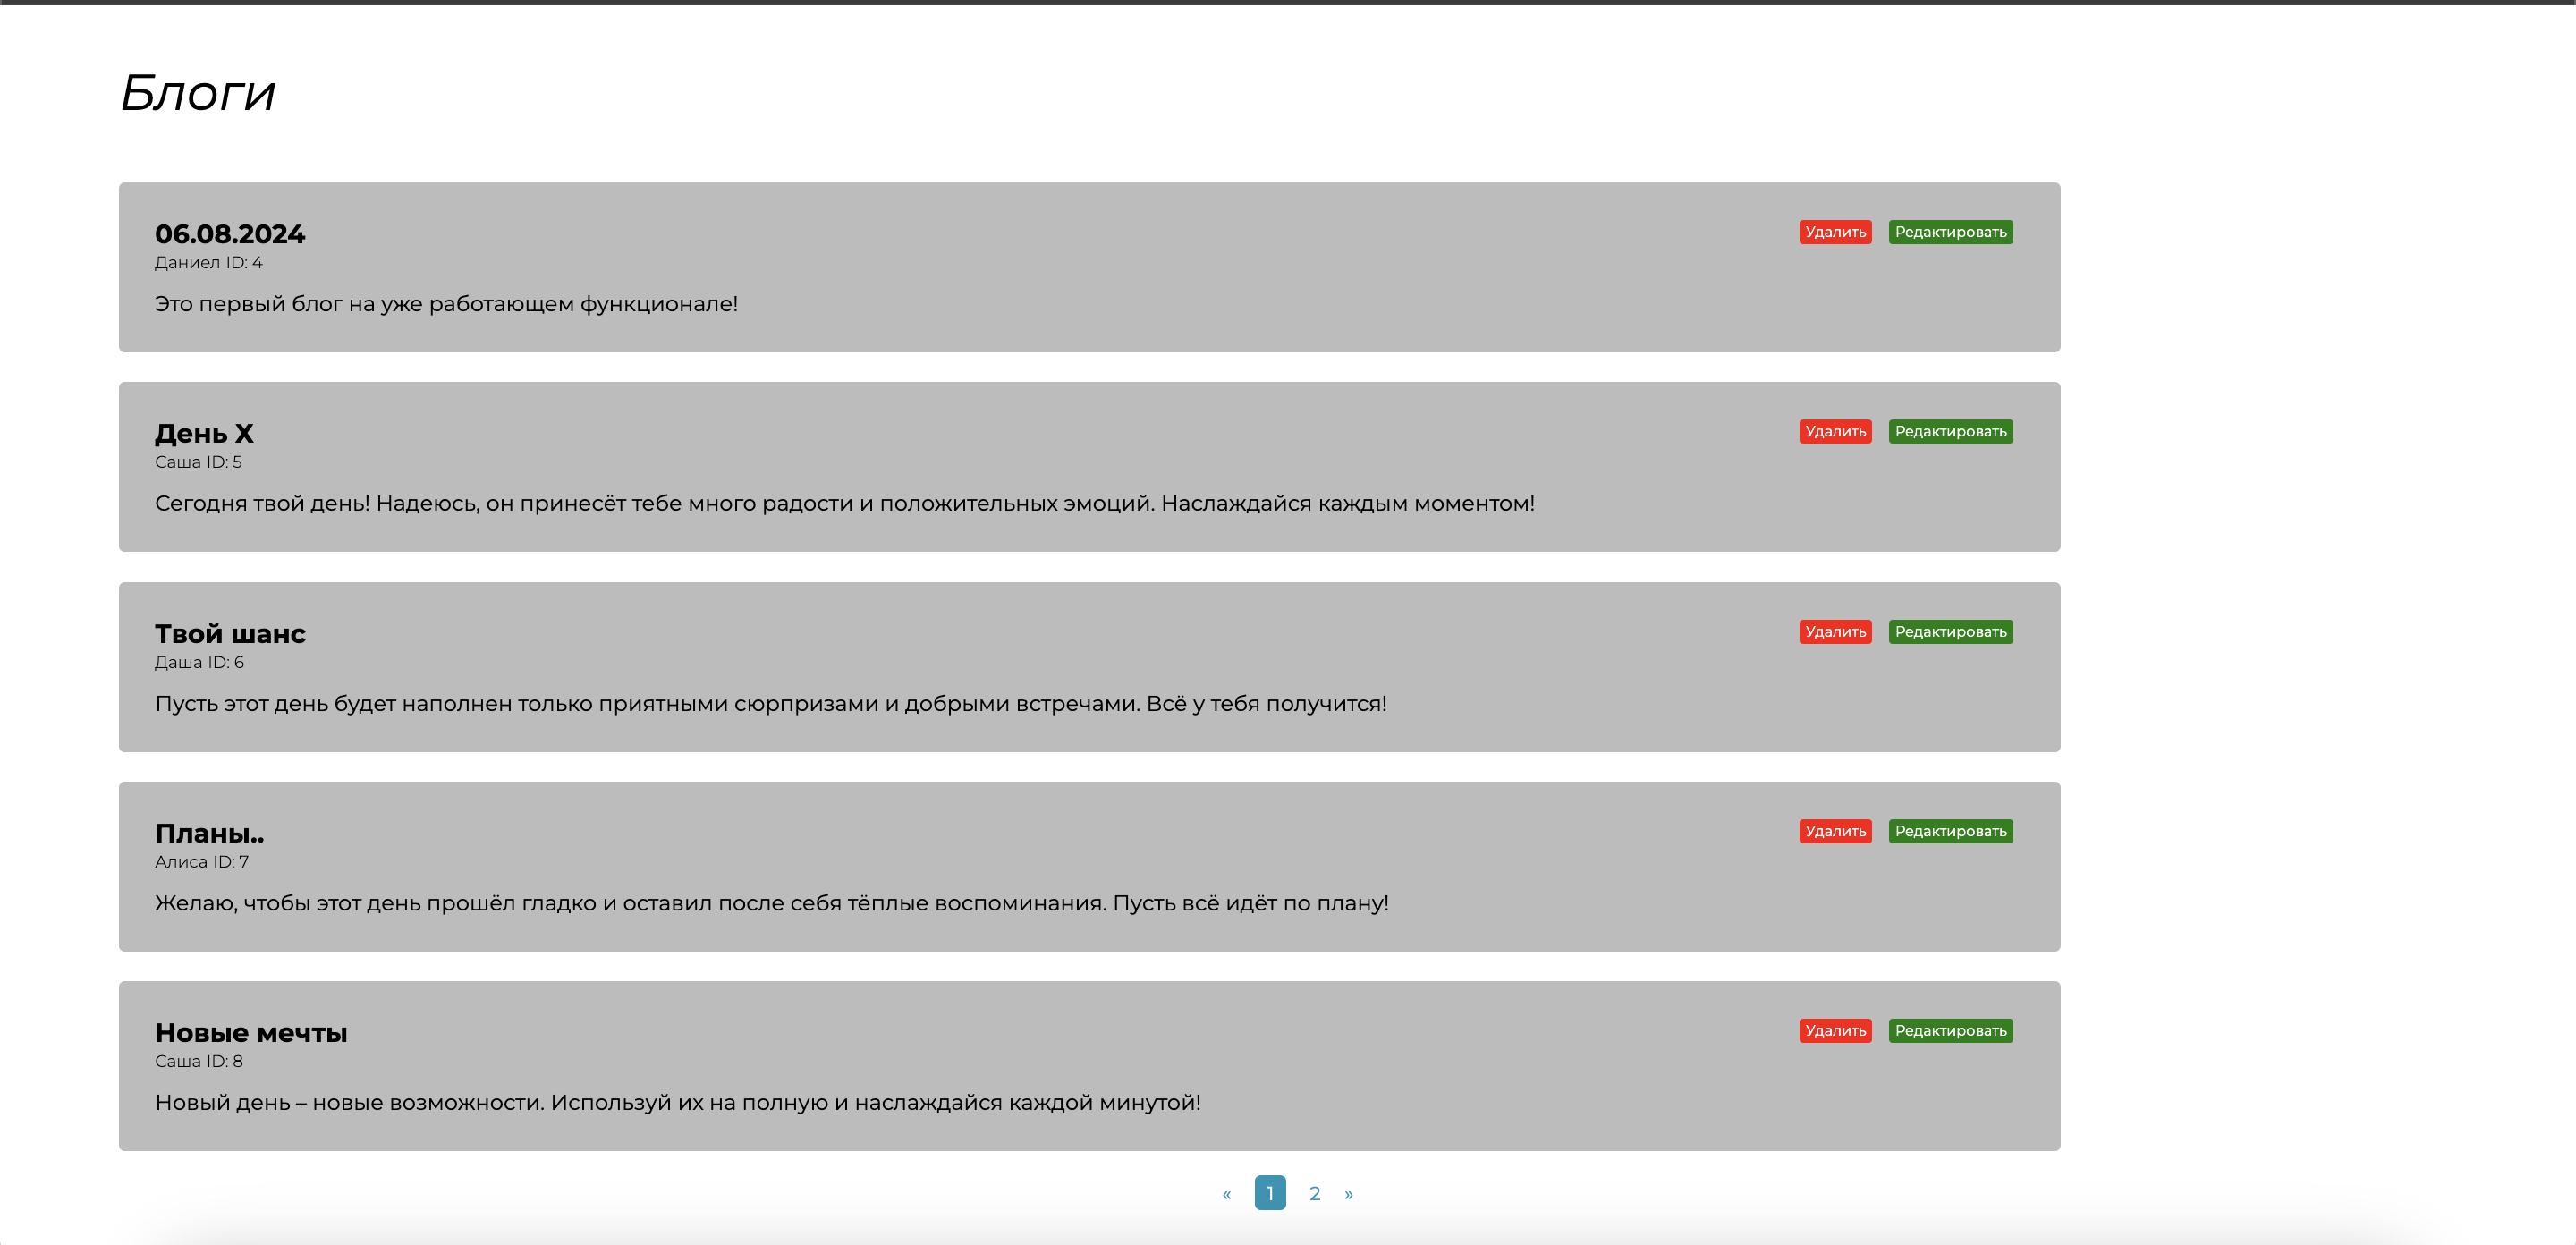 Блоги
06.08.2024
Удалить Редактировать
Даниел ID: 4
Это первый блог на уже работающем функционале!
День X
Удалить Редактировать
Саша ID: 5
Сегодня твой день! Надеюсь, он принесёт тебе много радости и положительных эмоций. Наслаждайся каждым моментом!
Твой шанс
Удалить Редактировать
Даша ID: 6
Пусть этот день будет наполнен только приятными сюрпризами и добрыми встречами. Всё у тебя получится!
Планы..
Удалить Редактировать
Алиса ID: 7
Желаю, чтобы этот день прошёл гладко и оставил после себя тёплые воспоминания. Пусть всё идёт по плану!
Новые мечты
Удалить Редактировать
Саша ID: 8
Новый день – новые возможности. Используй их на полную и наслаждайся каждой минутой!
« 1 2 »